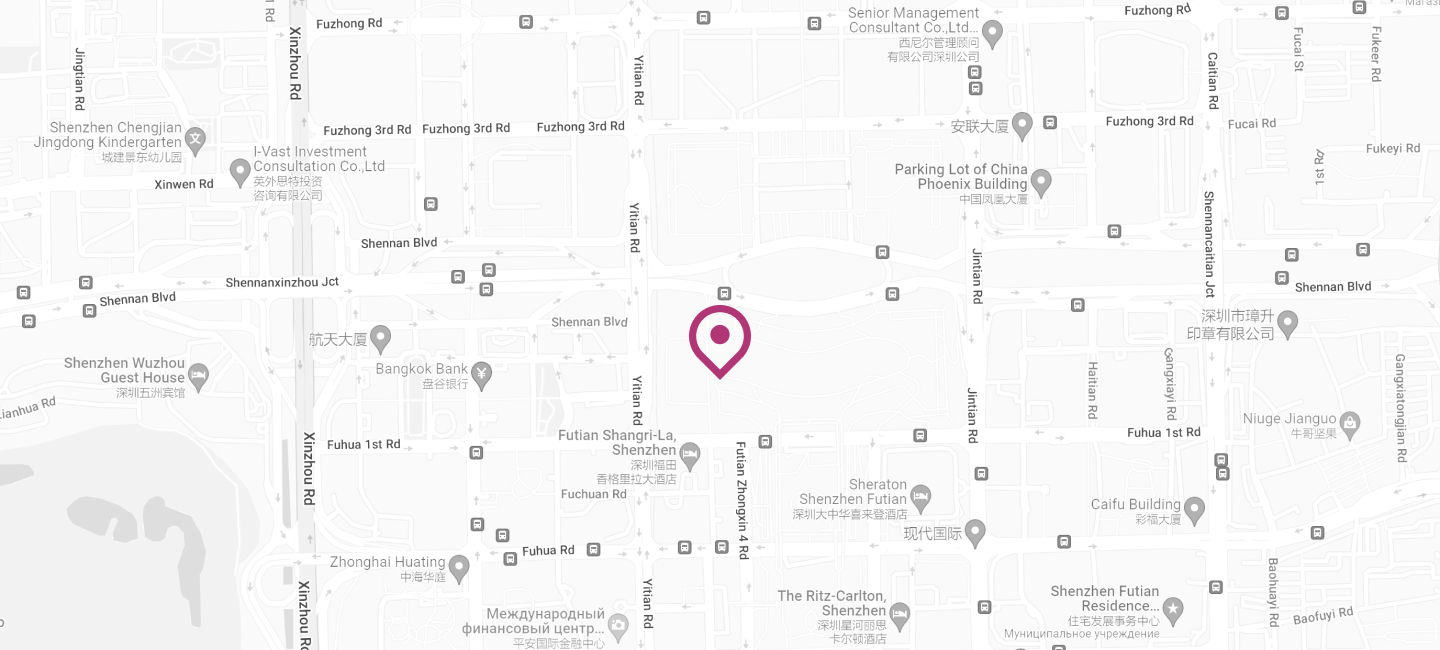 Fuzhong Rd
Fuzhong Rd
Senior Management
Consultant Co.,Ltd...
西尼尔管理顾问
有限公司深圳公司
Xinzhou Rd
Jingtian Rd
Yitian Rd
Caitian Rd
Fucai St
Fukeer Rd
Shenzhen Chengjian
Jingdong Kindergarten
城建景东幼儿园
Fuzhong 3rd Rd
Fuzhong 3rd Rd
Fuzhong 3rd Rd
安联大厦
Fuzhong 3rd Rd
Fucai Rd
Fukeyi Rd
1st Rd
I-Vast Investment
Consultation Co.,Ltd
英外思特投资
咨询有限公司
Xinwen Rd
Parking Lot of China
Phoenix Building
中国凤凰大厦
Yitian Rd
Shennancaitian Jct
Shennan Blvd
Shennanxinzhou Jct
Shennan Blvd
Jintian Rd
Shennan Blvd
航天大厦
Shennan Blvd
深圳市璋升
印章有限公司
Shenzhen Wuzhou
Guest House
深圳五洲宾馆
Bangkok Bank
盘谷银行
Yitian Rd
Jintian Rd
Haitian Rd
Gangxiayi Rd
Gangxiatongjian Rd
Lianhua Rd
Niuge Jianguo
牛哥坚果
Xinzhou Rd
Fuhua 1st Rd
Futian Shangri-La,
Shenzhen
深圳福田
香格里拉大酒店
Futian Zhongxin 4 Rd
Fuhua 1st Rd
Fuchuan Rd
Sheraton
Shenzhen Futian
深圳大中华喜来登酒店
Caifu Building
彩福大厦
现代国际
Fuhua Rd
Zhonghai Huating
中海华庭
Xinzhou Rd
Yitian Rd
Международный
финансовый центр...
平安国际金融中心
The Ritz-Carlton,
Shenzhen
深圳星河丽思
卡尔顿酒店
Shenzhen Futian
Residence...
住宅发展事务中心
Муниципальное учреждение
Baohuayi Rd
Baofuyi Rd